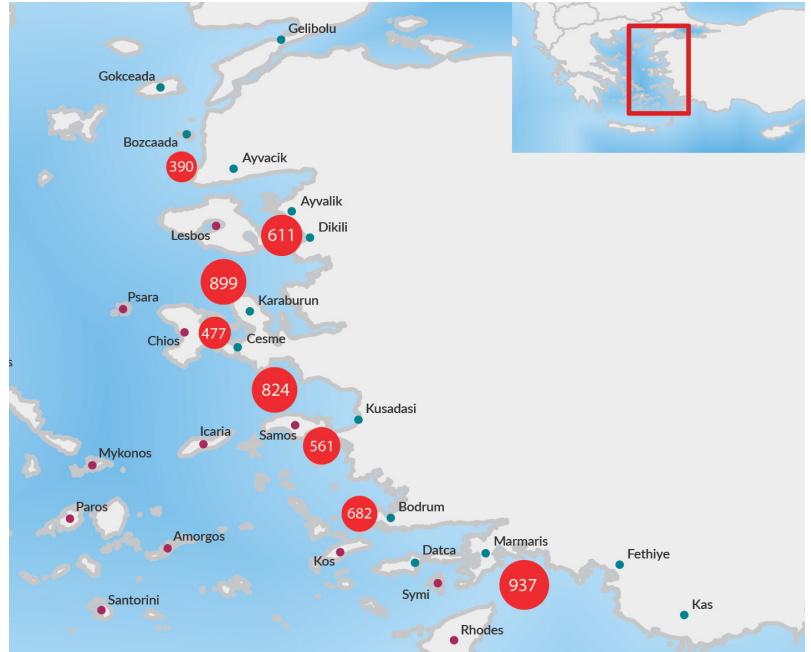 Gelibolu
Gokceada
Bozcaada
390
Ayvacik
Ayvalik
Lesbos
611
Dikili
899
Psara
Karaburun
Chios
477
Cesme
s
824
Kusadasi
Icaria
Samos
561
Mykonos
Paros
682
Bodrum
Amorgos
Kos
Datca
Marmaris
Fethiye
Symi
937
Santorini
Kas
Rhodes